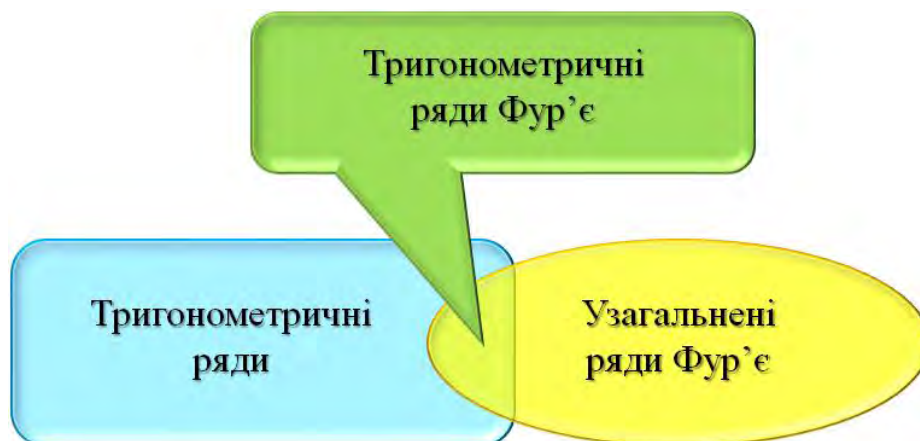 Тригонометричні
ряди Фур’є
Тригонометричні
ряди
Узагальнені
ряди Фур’є